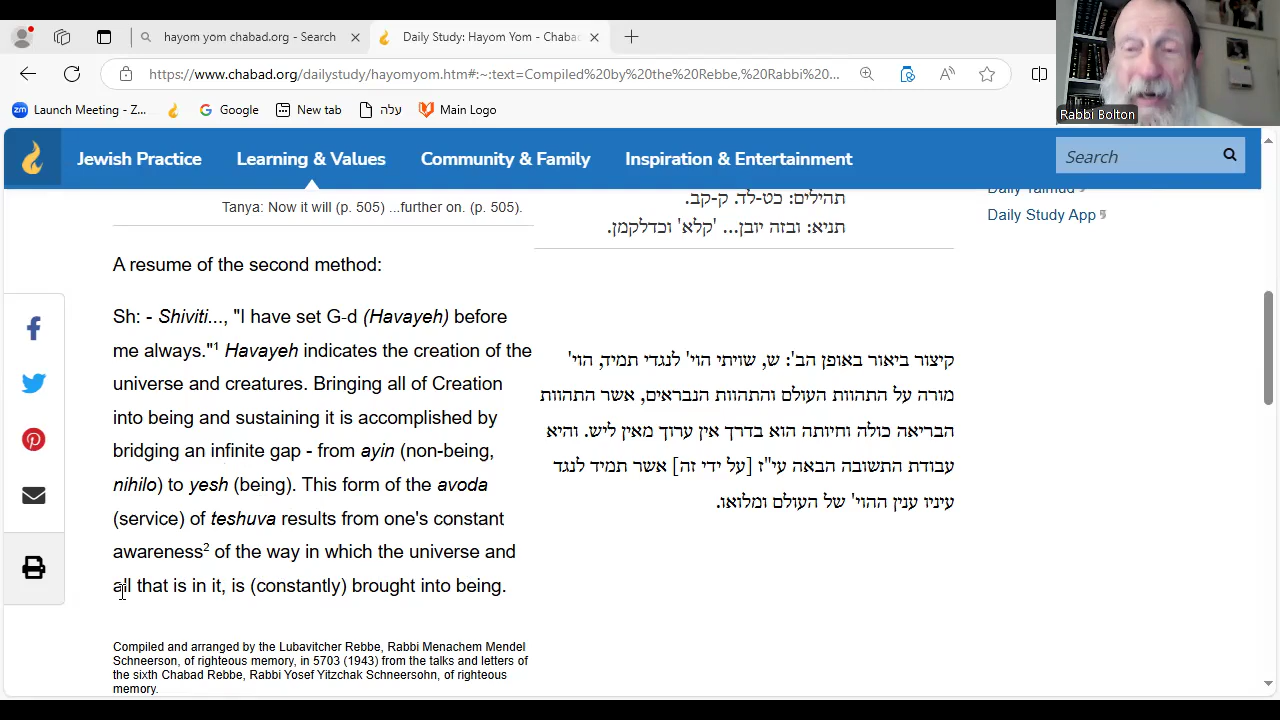 hayom yom chabad.org - Search
Daily Study: Hayom Yom - Chabad
https://www.chabad.org/dailystudy/hayomyom.htm#:~:text=Compiled%20by%20the%20Rebbe,%20Rabbi%...
Launch Meeting - Z...
Google
New tab
עלה
Main Logo
Rabbi Bolton
Jewish Practice
Learning & Values
Community & Family
Inspiration & Entertainment
Search
Daily Talmud
Daily Study App
Tanya: Now it will (p. 505) ...further on. (p. 505).
תהילים: כט-לד. ק-קב.
תניא: ובזה יובן... 'קלא' וכדלקמן.
A resume of the second method:
Sh: - Shiviti..., "I have set G-d (Havayeh) before
me always."1 Havayeh indicates the creation of the
universe and creatures. Bringing all of Creation
into being and sustaining it is accomplished by
bridging an infinite gap - from ayin (non-being,
nihilo) to yesh (being). This form of the avoda
(service) of teshuva results from one's constant
awareness2 of the way in which the universe and
all that is in it, is (constantly) brought into being.
קיצור ביאור באופן הב': ש, שויתי הוי' לנגדי תמיד, הוי'
מורה על התהוות העולם והתהוות הנבראים, אשר התהוות
הבריאה כולה וחיותה הוא בדרך אין ערוך מאין ליש. והיא
עבודת התשובה הבאה עי"ז [על ידי זה] אשר תמיד לנגד
עיניו ענין ההוי' של העולם ומלואו.
Compiled and arranged by the Lubavitcher Rebbe, Rabbi Menachem Mendel
Schneerson, of righteous memory, in 5703 (1943) from the talks and letters of
the sixth Chabad Rebbe, Rabbi Yosef Yitzchak Schneersohn, of righteous
memory.